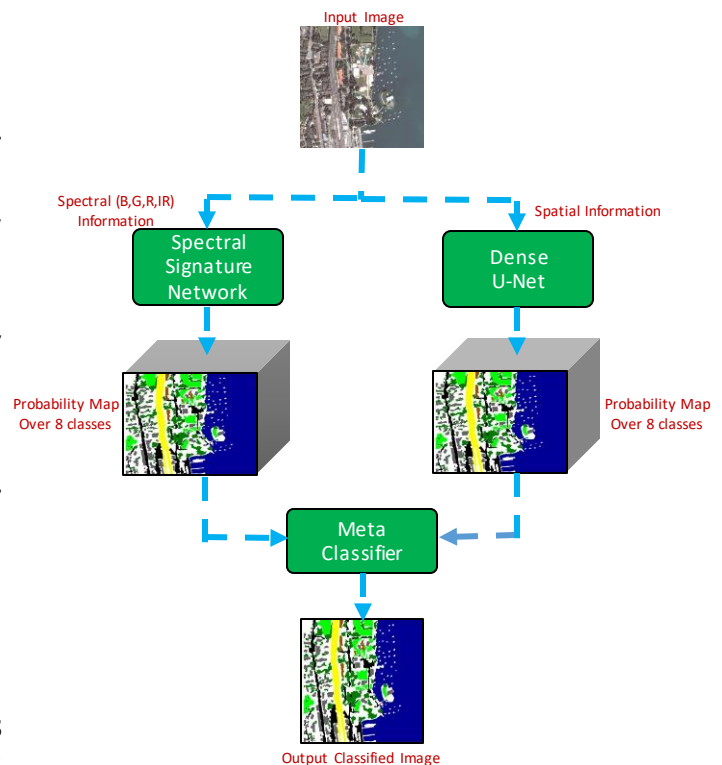 Input Image
Spectral (B,G,R,IR)
Information
Spatial Information
Spectral
Signature
Network
Dense
U-Net
Probability Map
Over 8 classes
Probability Map
Over 8 classes
Meta
Classifier
Output Classified Image